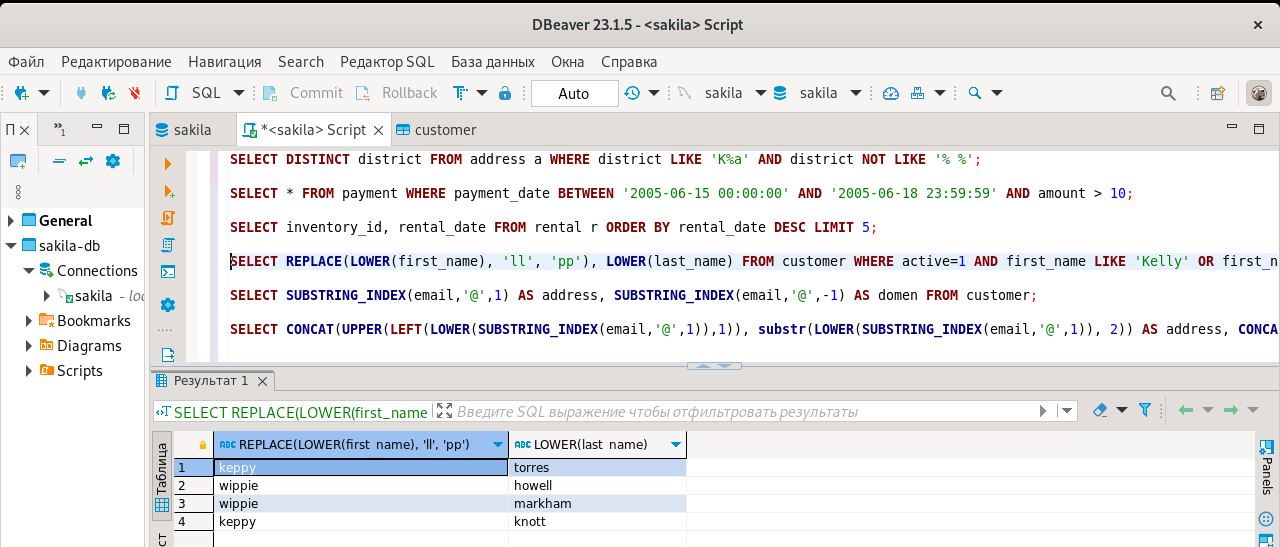 DBeaver 23.1.5 - <sakila> Script
Файл Редактирование Навигация Search Редактор SQL База данных Окна Справка
SQL Commit Rollback Auto sakila sakila
П »1 sakila *<sakila> Script customer
SELECT DISTINCT district FROM address a WHERE district LIKE 'K%a' AND district NOT LIKE '% %';
SELECT * FROM payment WHERE payment_date BETWEEN '2005-06-15 00:00:00' AND '2005-06-18 23:59:59' AND amount > 10;
SELECT inventory_id, rental_date FROM rental r ORDER BY rental_date DESC LIMIT 5;
SELECT REPLACE(LOWER(first_name), 'll', 'pp'), LOWER(last_name) FROM customer WHERE active=1 AND first_name LIKE 'Kelly' OR first_n
SELECT SUBSTRING_INDEX(email,'@',1) AS address, SUBSTRING_INDEX(email,'@',-1) AS domen FROM customer;
SELECT CONCAT(UPPER(LEFT(LOWER(SUBSTRING_INDEX(email,'@',1)),1)), substr(LOWER(SUBSTRING_INDEX(email,'@',1)), 2)) AS address, CONCA
General
sakila-db
Connections
sakila - loc
Bookmarks
Diagrams
Scripts
Результат 1
SELECT REPLACE(LOWER(first_name Введите SQL выражение чтобы отфильтровать результаты
Таблица
ABC REPLACE(LOWER(first_name), 'll', 'pp') ABC LOWER(last_name)
1 keppy torres
2 wippie howell
3 wippie markham
4 keppy knott
Panels